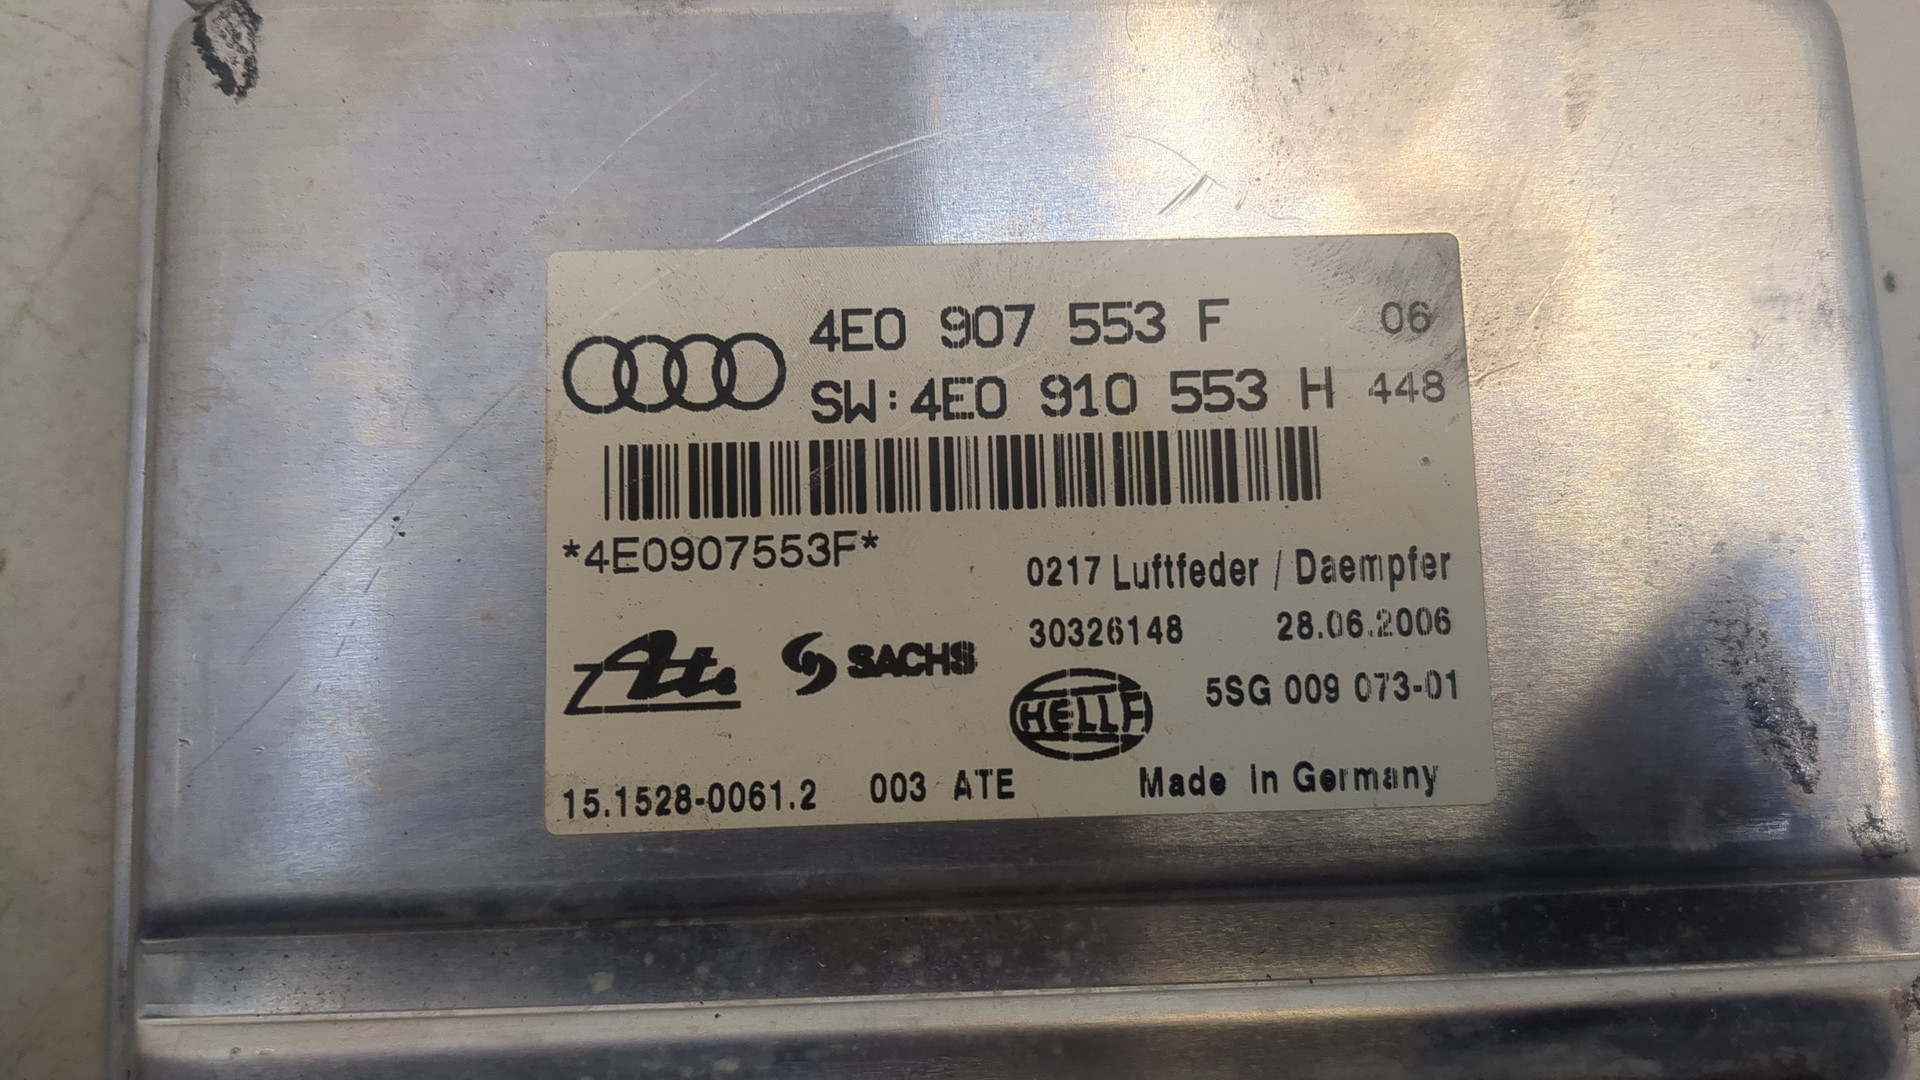 4E0 907 553 F 06
SW:4E0 910 553 H 448
*4E0907553F*
0217 Luftfeder / Daempfer
30326148 28.06.2006
Ate SACHS
HELLA 5SG 009 073-01
15.1528-0061.2 003 ATE Made in Germany